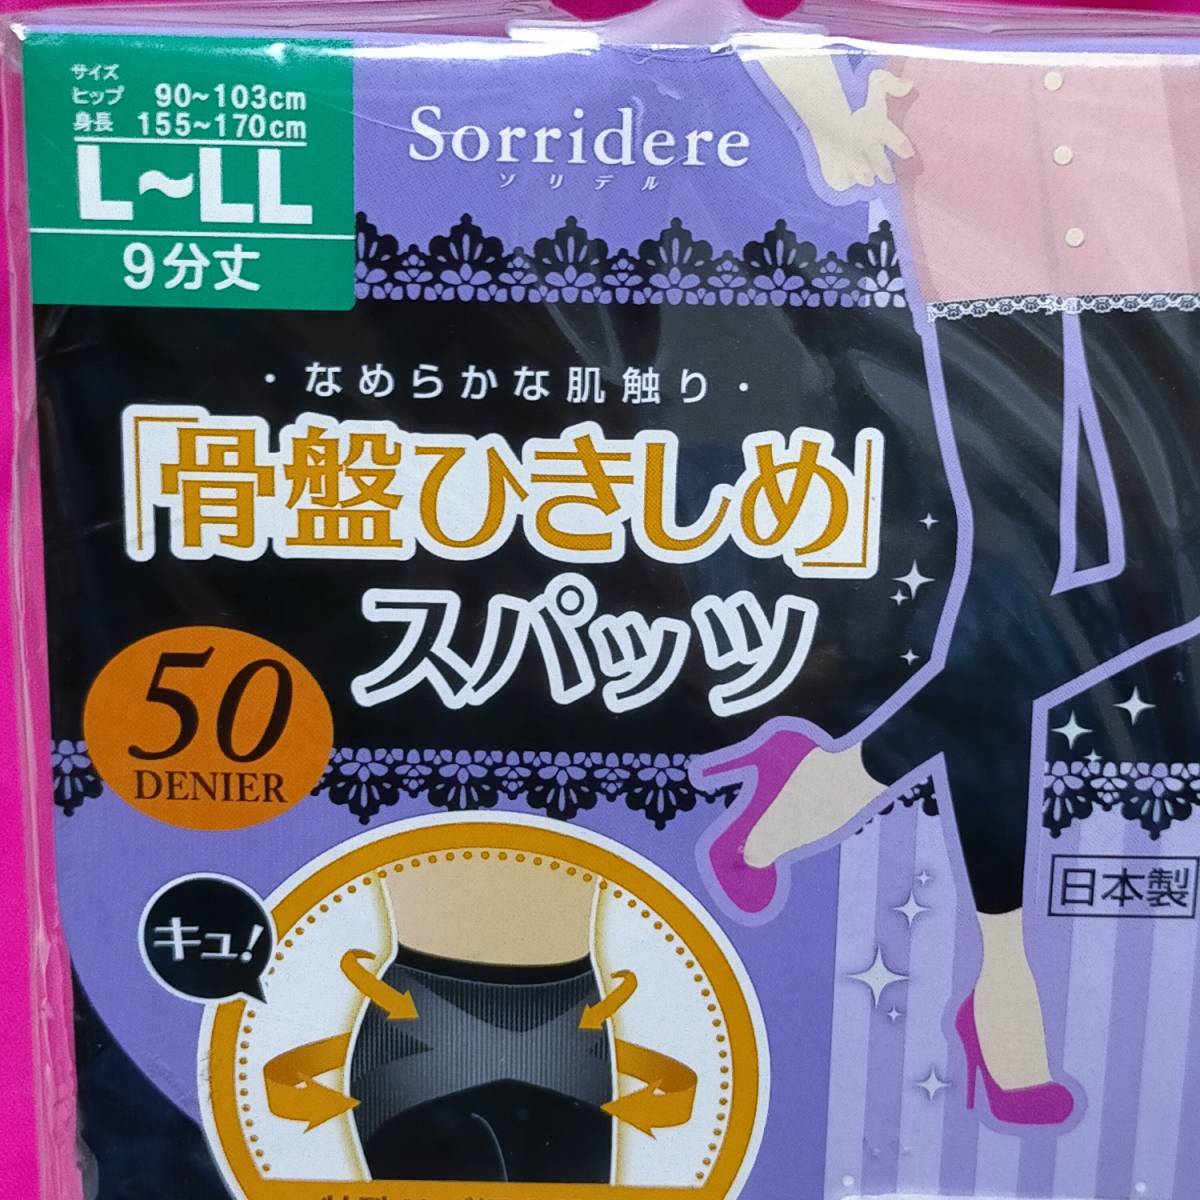 サイズ
ヒップ 90~103cm
身長 155~170cm
L~LL
9分丈
Sorridere
ソリデル
・なめらかな肌触り・
「骨盤ひきしめ」
スパッツ
50
DENIER
日本製
キュ!